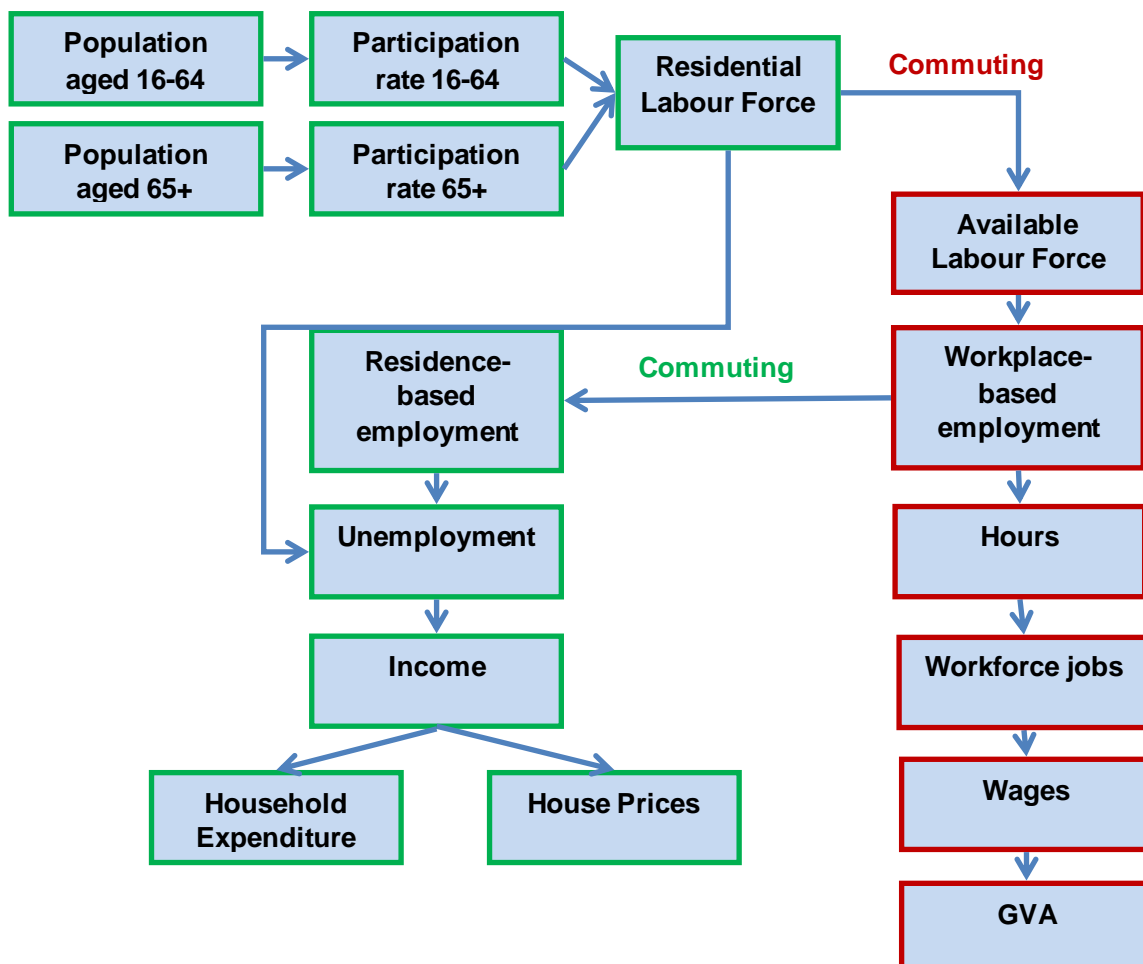 Population
aged 16-64
Participation
rate 16-64
Residential
Labour Force
Commuting
Population
aged 65+
Participation
rate 65+
Available
Labour Force
Residence-
based
employment
Commuting
Workplace-
based
employment
Unemployment
Hours
Income
Workforce jobs
Household
Expenditure
House Prices
Wages
GVA